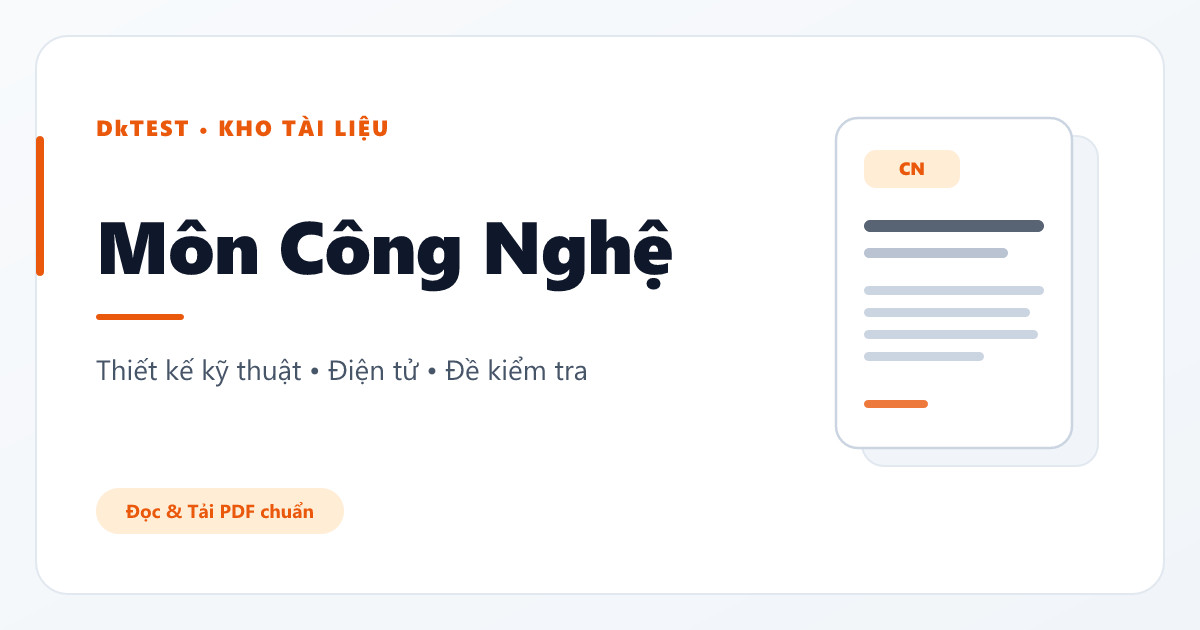 DkTEST • KHO TÀI LIỆU
CN
Môn Công Nghệ
Thiết kế kỹ thuật • Điện tử • Đề kiểm tra
Đọc & Tải PDF chuẩn